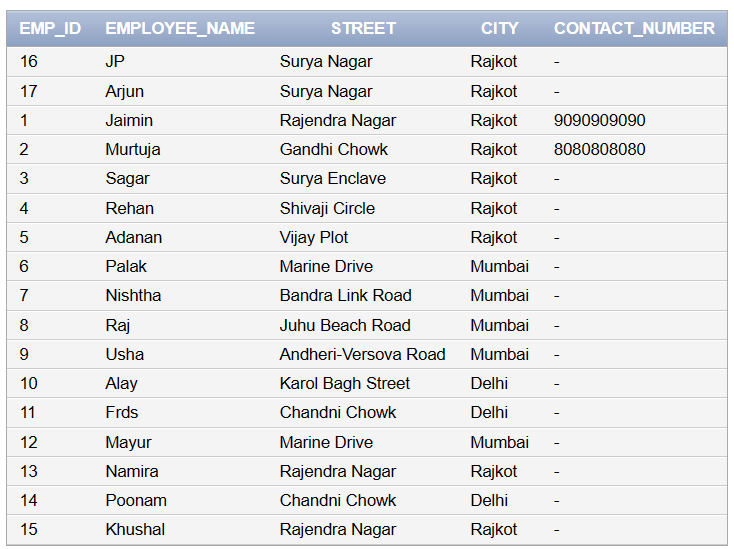 EMP_ID EMPLOYEE_NAME STREET CITY CONTACT_NUMBER
16 JP Surya Nagar Rajkot -
17 Arjun Surya Nagar Rajkot -
1 Jaimin Rajendra Nagar Rajkot 9090909090
2 Murtuja Gandhi Chowk Rajkot 8080808080
3 Sagar Surya Enclave Rajkot -
4 Rehan Shivaji Circle Rajkot -
5 Adanan Vijay Plot Rajkot -
6 Palak Marine Drive Mumbai -
7 Nishtha Bandra Link Road Mumbai -
8 Raj Juhu Beach Road Mumbai -
9 Usha Andheri-Versova Road Mumbai -
10 Alay Karol Bagh Street Delhi -
11 Frds Chandni Chowk Delhi -
12 Mayur Marine Drive Mumbai -
13 Namira Rajendra Nagar Rajkot -
14 Poonam Chandni Chowk Delhi -
15 Khushal Rajendra Nagar Rajkot -